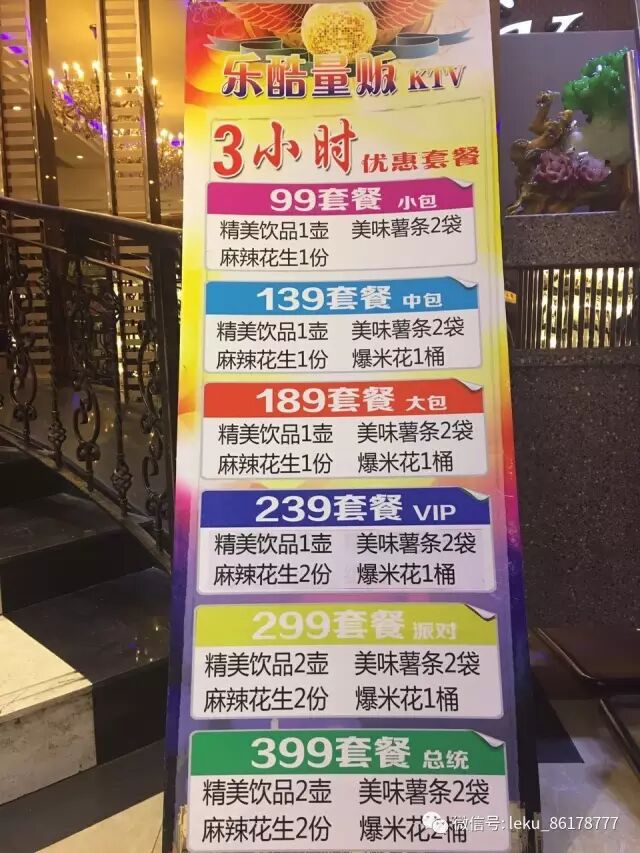 乐酷量贩 KTV
3小时优惠套餐
99套餐 小包
精美饮品1壶 美味薯条2袋
麻辣花生1份
139套餐 中包
精美饮品1壶 美味薯条2袋
麻辣花生1份 爆米花1桶
189套餐 大包
精美饮品1壶 美味薯条2袋
麻辣花生1份 爆米花1桶
239套餐 VIP
精美饮品1壶 美味薯条2袋
麻辣花生2份 爆米花1桶
299套餐 派对
精美饮品2壶 美味薯条2袋
麻辣花生2份 爆米花1桶
399套餐 总统
精美饮品2壶 美味薯条2袋
麻辣花生2份 爆米花2桶
微信号: leku_86178777